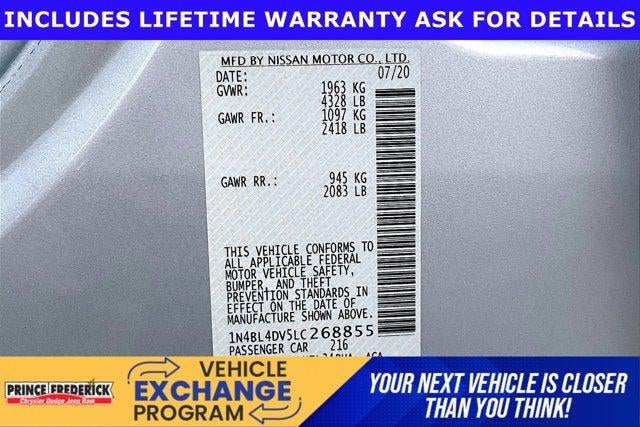 INCLUDES LIFETIME WARRANTY ASK FOR DETAILS
MFD BY NISSAN MOTOR CO., LTD.
DATE: 07/20
GVWR: 1963 KG
4328 LB
GAWR FR.: 1097 KG
2418 LB
GAWR RR.: 945 KG
2083 LB
THIS VEHICLE CONFORMS TO
ALL APPLICABLE FEDERAL
MOTOR VEHICLE SAFETY,
BUMPER, AND THEFT
PREVENTION STANDARDS IN
EFFECT ON THE DATE OF
MANUFACTURE SHOWN ABOVE.
1N4BL4DV5LC268855
PASSENGER CAR 216
PRINCE FREDERICK
Chrysler Dodge Jeep Ram
VEHICLE
EXCHANGE
PROGRAM
YOUR NEXT VEHICLE IS CLOSER
THAN YOU THINK!